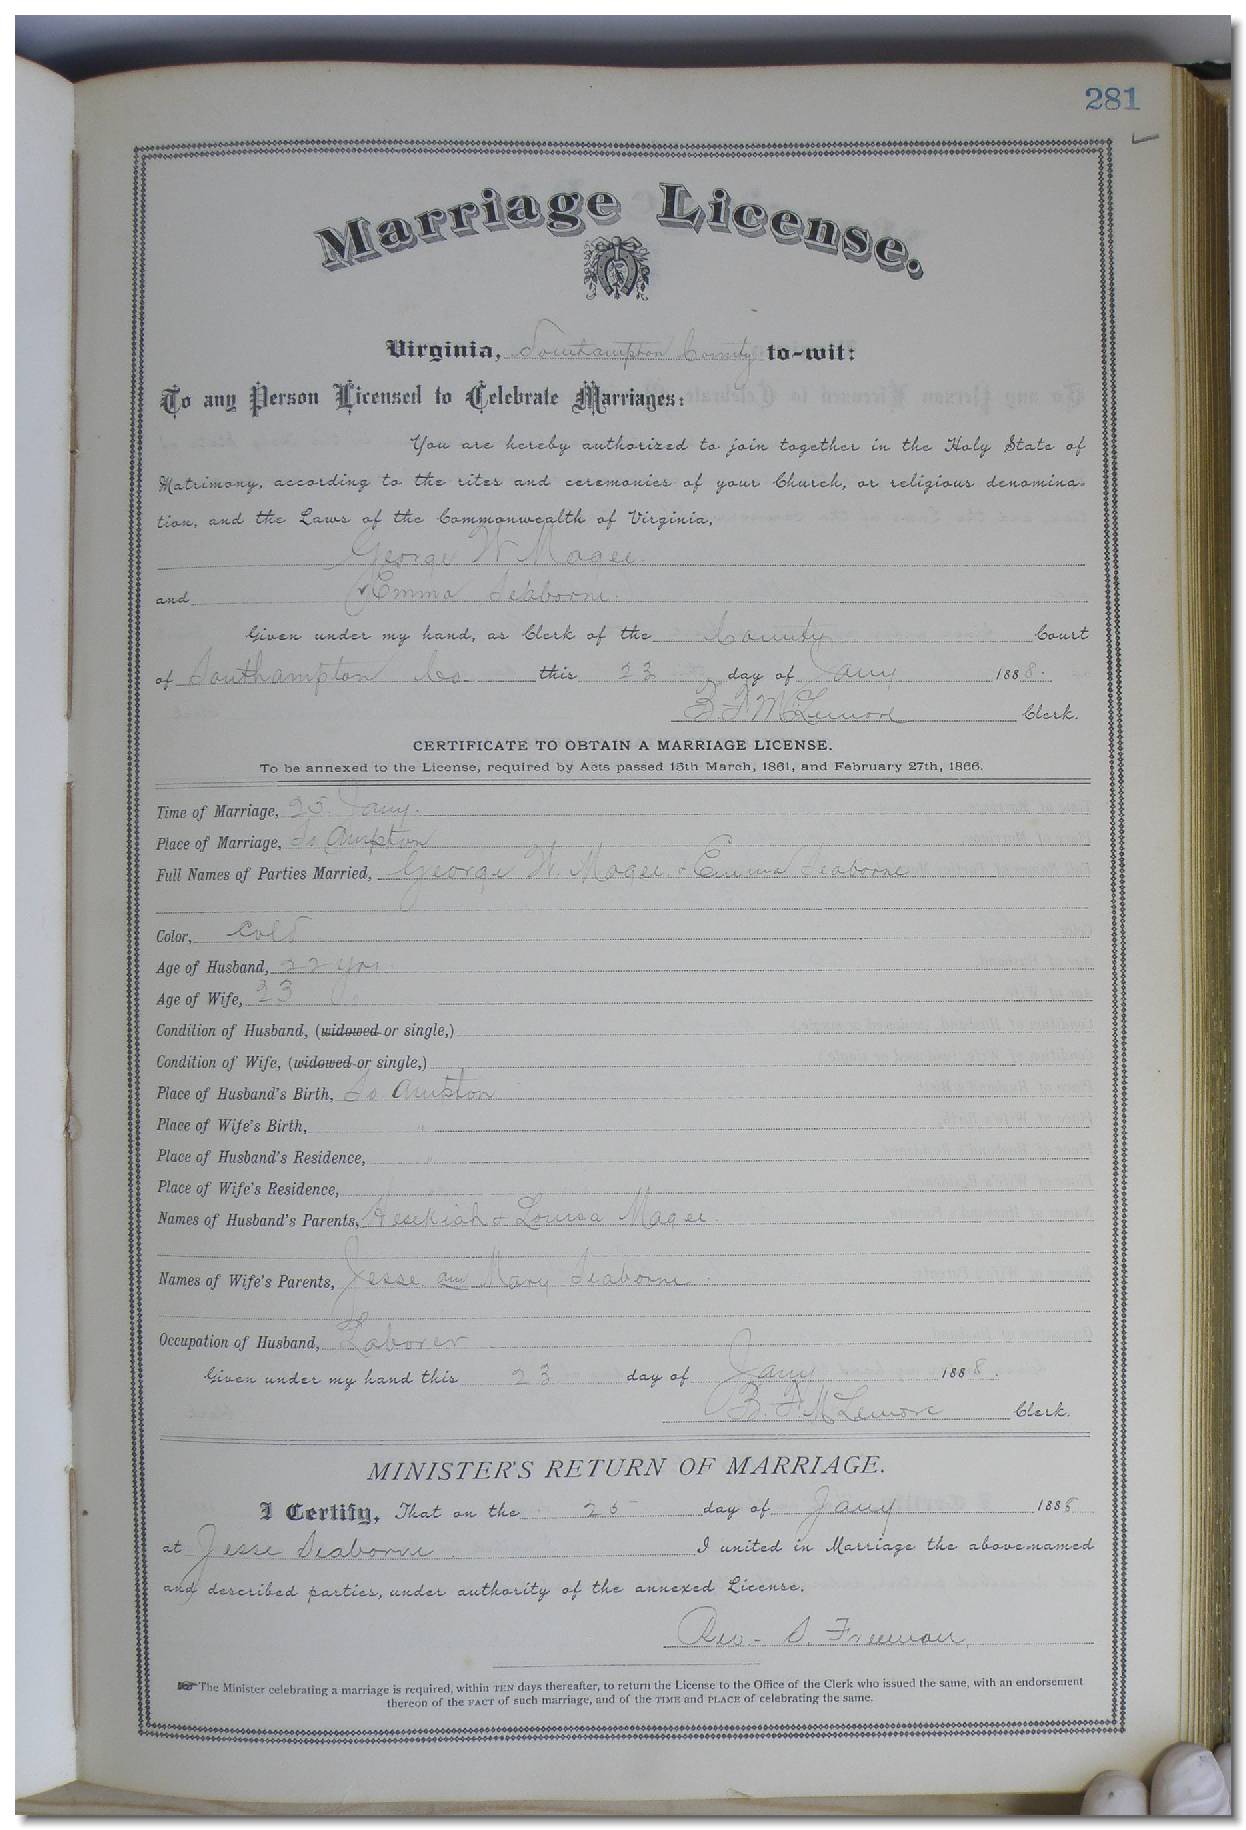 281
Marriage License.
Virginia, Southampton County to-wit:
To any Person Licensed to Celebrate Marriages:
You are hereby authorized to join together in the Holy State of
Matrimony, according to the rites and ceremonies of your Church, or religious denomina-
tion, and the Laws of the Commonwealth of Virginia,
George W Magee
and Emma Seaborne.
Given under my hand, as Clerk of the County Court
of Southampton Co. this 23 day of Jany 1888.
B F McLemore Clerk.
CERTIFICATE TO OBTAIN A MARRIAGE LICENSE.
To be annexed to the License, required by Acts passed 15th March, 1861, and February 27th, 1866.
Time of Marriage, 25 Jany.
Place of Marriage, So Ampton
Full Names of Parties Married, George W. Magee & Emma Seaborne
Color, cold
Age of Husband, 22 yrs
Age of Wife, 23
Condition of Husband, (widowed or single,)
Condition of Wife, (widowed or single,)
Place of Husband's Birth, So Ampton
Place of Wife's Birth, "
Place of Husband's Residence, "
Place of Wife's Residence,
Names of Husband's Parents, Hesekiah & Louisa Magee.
Names of Wife's Parents, Jesse and Mary Seaborne.
Occupation of Husband, Laborer
Given under my hand this 23 day of Jany 1888.
B. F McLemore Clerk.
MINISTER'S RETURN OF MARRIAGE.
I Certify, That on the 25 day of Jany 1888
at Jesse Seaborne. I united in Marriage the above-named
and described parties, under authority of the annexed License.
Rev. S. Freeman,
☞ The Minister celebrating a marriage is required, within TEN days thereafter, to return the License to the Office of the Clerk who issued the same, with an endorsement
thereon of the FACT of such marriage, and of the TIME and PLACE of celebrating the same.